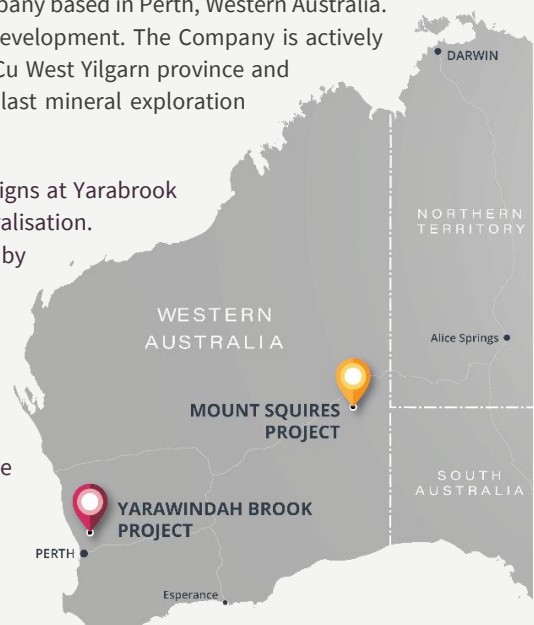 pany based in Perth, Western Australia.
evelopment. The Company is actively
Cu West Yilgarn province and
last mineral exploration
igns at Yarabrook
ralisation.
by
e
DARWIN
NORTHERN
TERRITORY
WESTERN
AUSTRALIA
Alice Springs
MOUNT SQUIRES
PROJECT
SOUTH
AUSTRALIA
YARAWINDAH BROOK
PROJECT
PERTH
Esperance